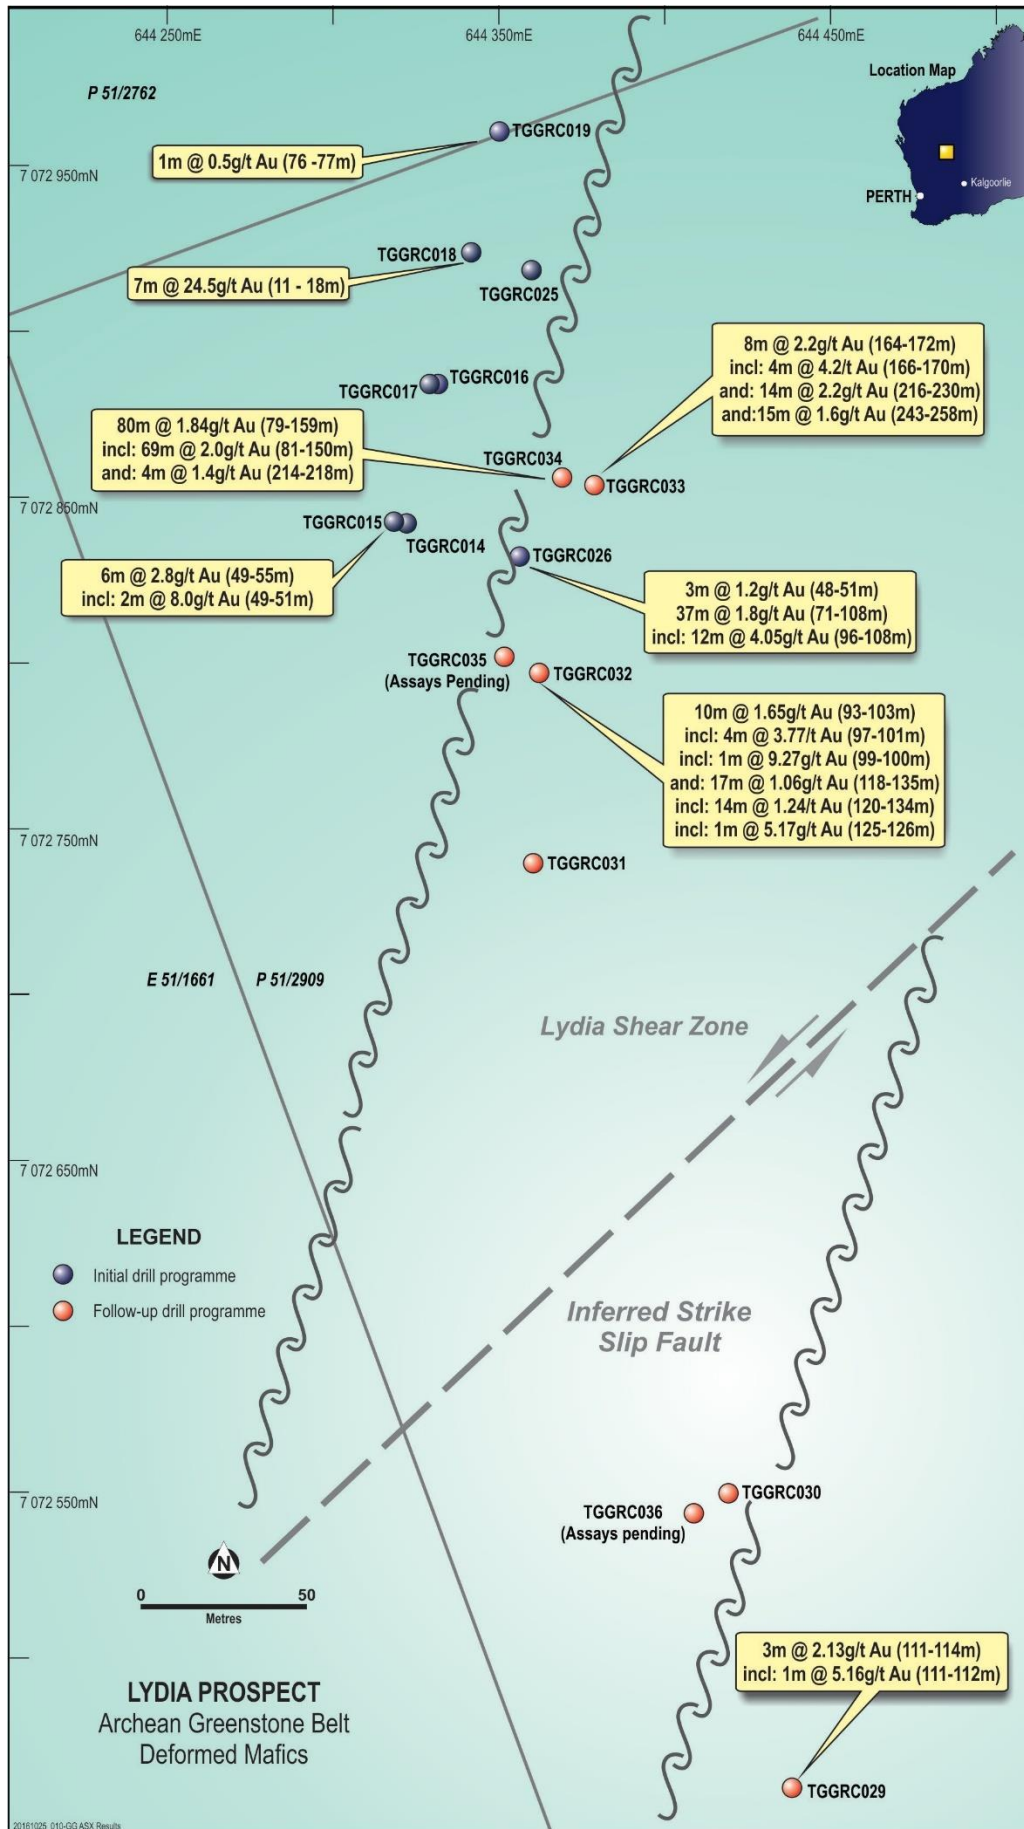 644 250mE
644 350mE
644 450mE
Location Map
P 51/2762
TGGRC019
1m @ 0.5g/t Au (76 -77m)
7 072 950mN
Kalgoorlie
PERTH
TGGRC018
7m @ 24.5g/t Au (11 - 18m)
TGGRC025
8m @ 2.2g/t Au (164-172m)
incl: 4m @ 4.2/t Au (166-170m)
and: 14m @ 2.2g/t Au (216-230m)
and:15m @ 1.6g/t Au (243-258m)
TGGRC016
TGGRC017
80m @ 1.84g/t Au (79-159m)
incl: 69m @ 2.0g/t Au (81-150m)
and: 4m @ 1.4g/t Au (214-218m)
TGGRC034
TGGRC033
7 072 850mN
TGGRC015
TGGRC014
TGGRC026
6m @ 2.8g/t Au (49-55m)
incl: 2m @ 8.0g/t Au (49-51m)
3m @ 1.2g/t Au (48-51m)
37m @ 1.8g/t Au (71-108m)
incl: 12m @ 4.05g/t Au (96-108m)
TGGRC035
(Assays Pending)
TGGRC032
10m @ 1.65g/t Au (93-103m)
incl: 4m @ 3.77/t Au (97-101m)
incl: 1m @ 9.27g/t Au (99-100m)
and: 17m @ 1.06g/t Au (118-135m)
incl: 14m @ 1.24/t Au (120-134m)
incl: 1m @ 5.17g/t Au (125-126m)
7 072 750mN
TGGRC031
E 51/1661
P 51/2909
Lydia Shear Zone
7 072 650mN
LEGEND
Initial drill programme
Follow-up drill programme
Inferred Strike
Slip Fault
7 072 550mN
TGGRC030
TGGRC036
(Assays pending)
N
0
50
Metres
3m @ 2.13g/t Au (111-114m)
incl: 1m @ 5.16g/t Au (111-112m)
LYDIA PROSPECT
Archean Greenstone Belt
Deformed Mafics
TGGRC029
20161025_010-GG ASX Results